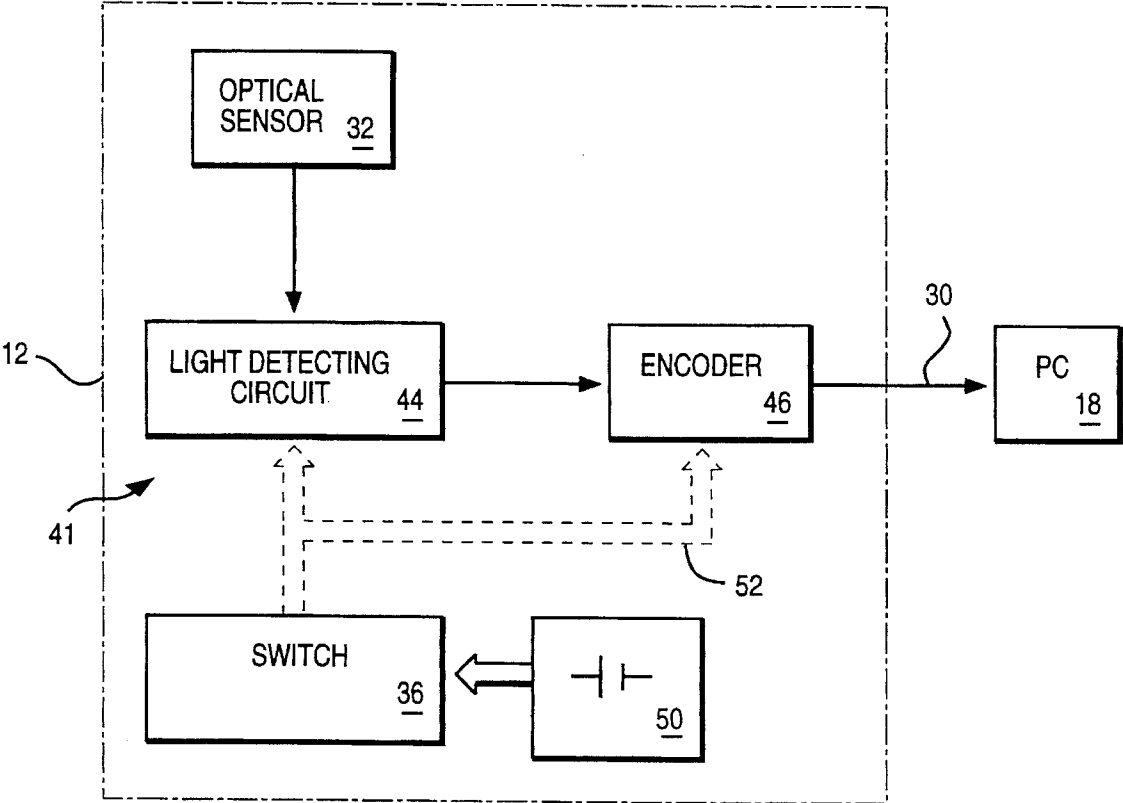 OPTICAL
SENSOR 32
30
12
LIGHT DETECTING
CIRCUIT 44
ENCODER
46
PC
18
41
52
SWITCH
36
50